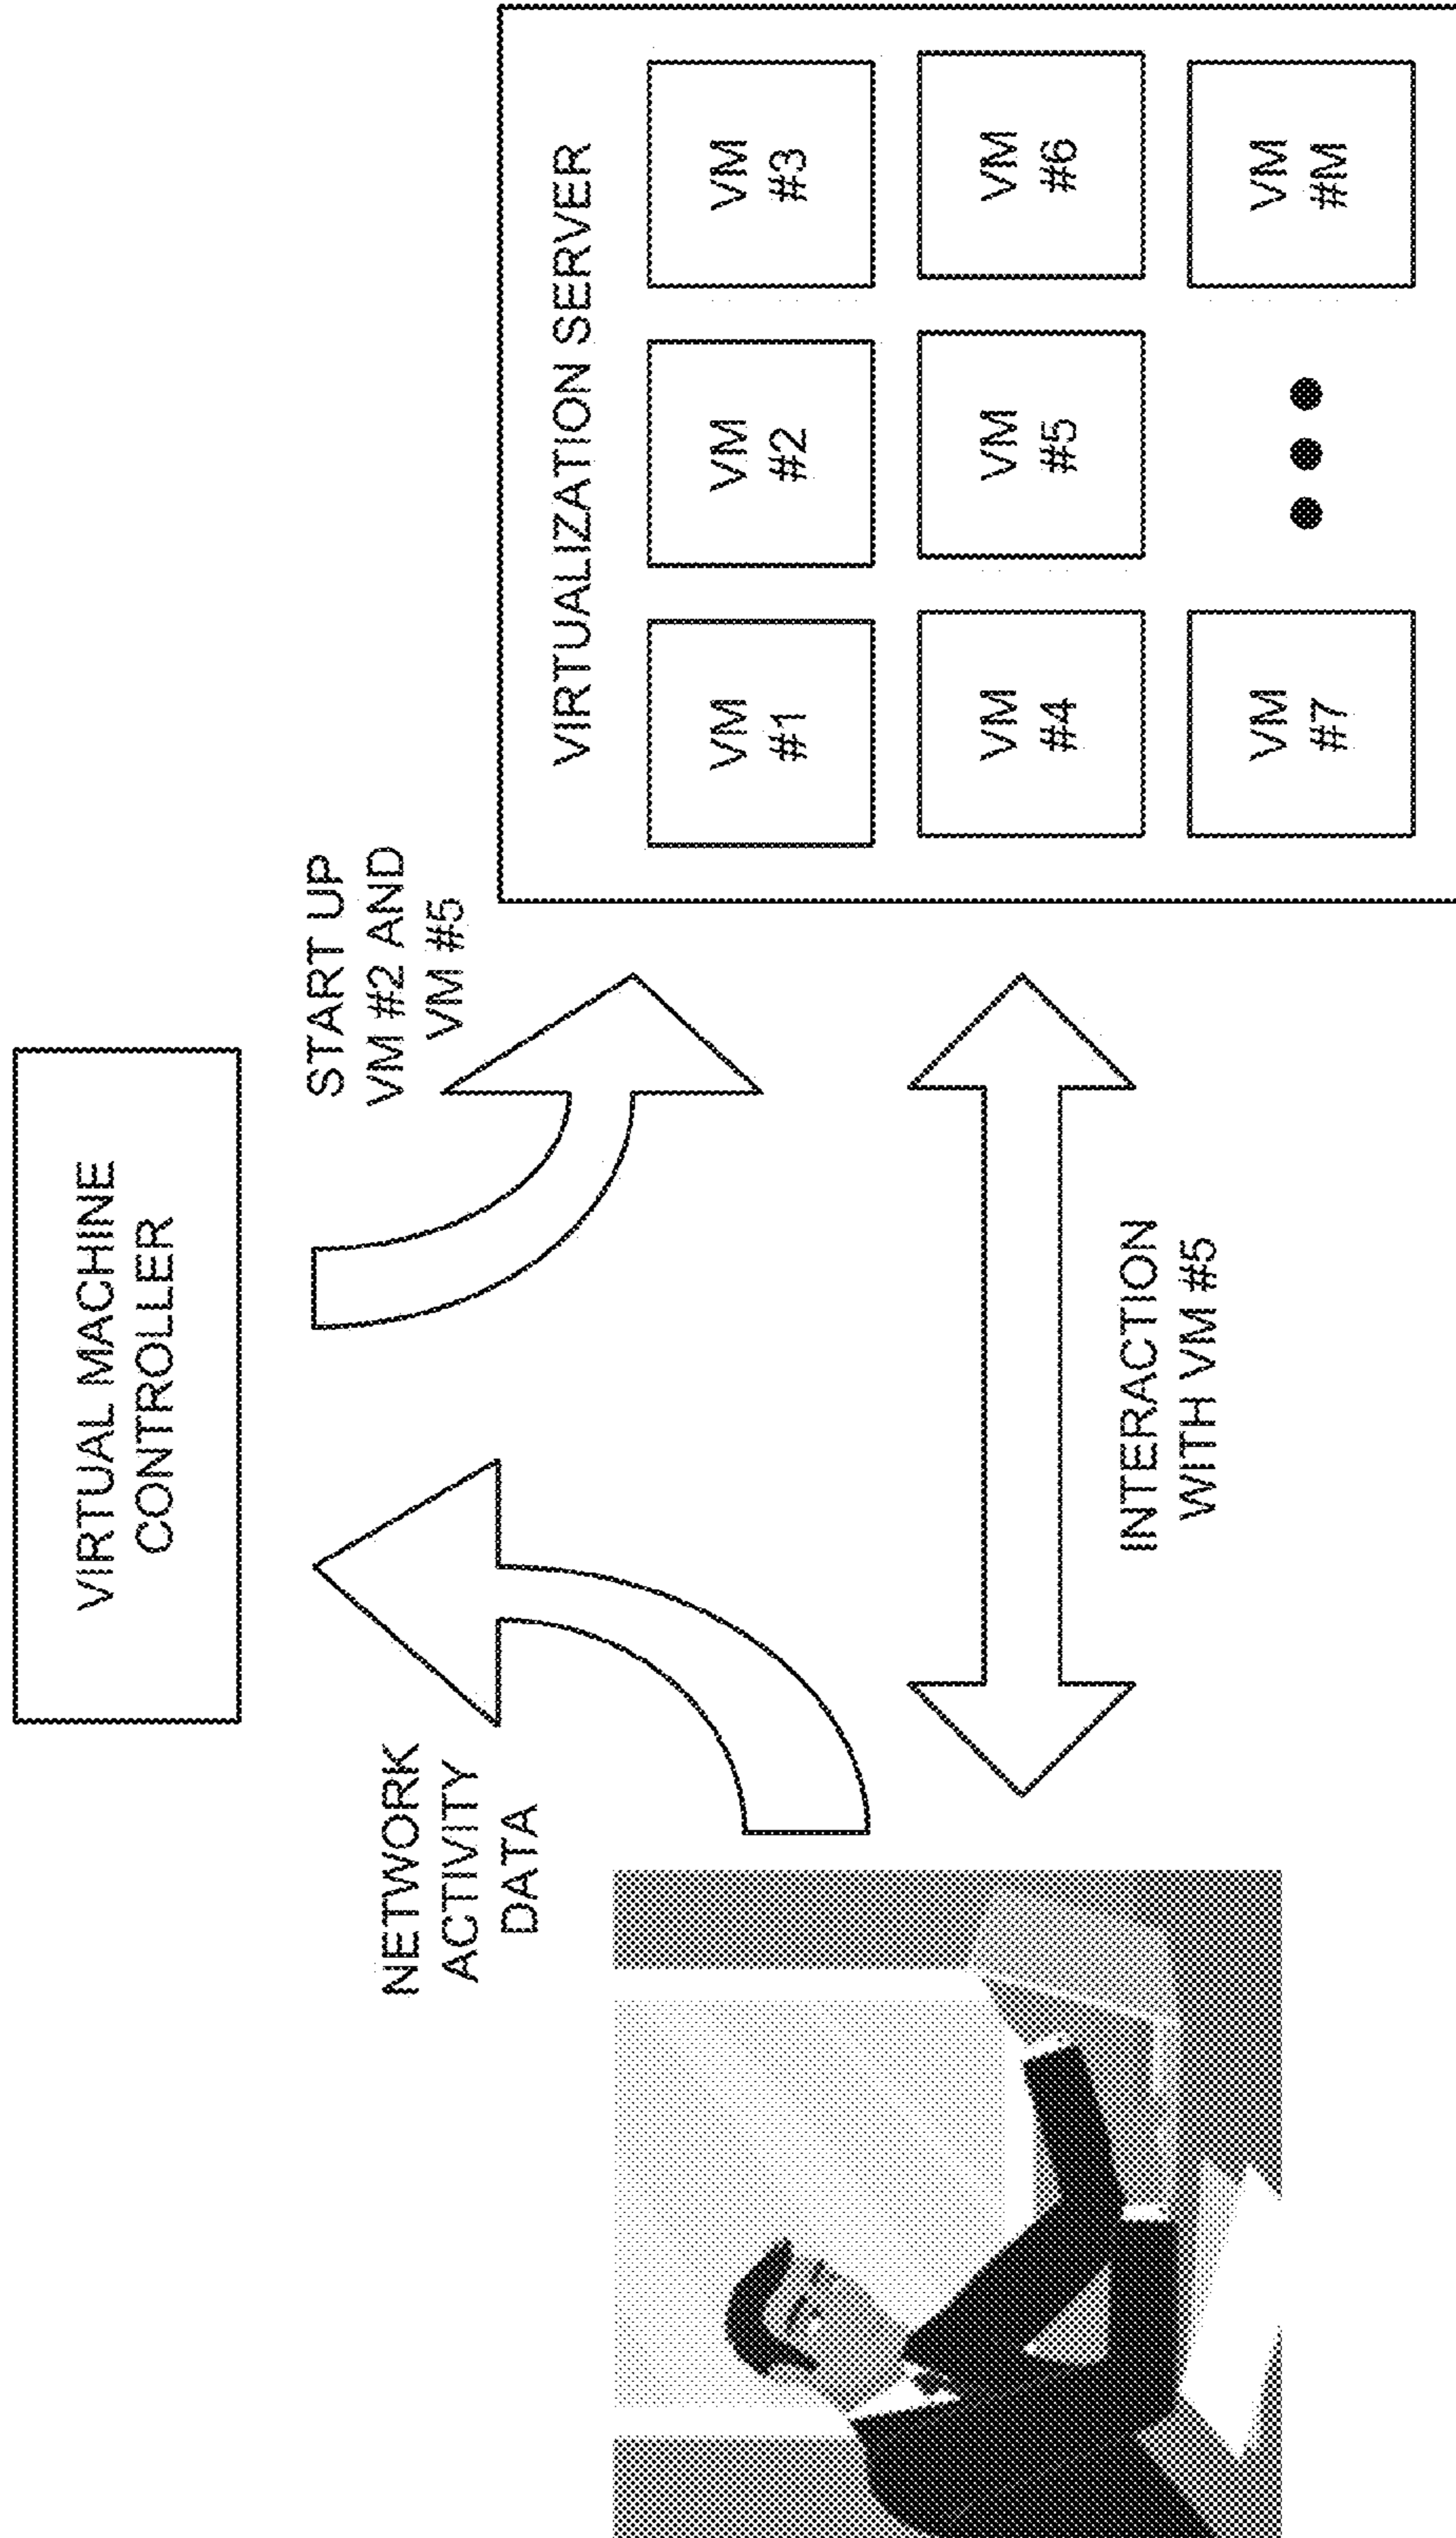 VIRTUAL MACHINE
CONTROLLER
NETWORK
ACTIVITY
DATA
START UP
VM #2 AND
VM #5
INTERACTION
WITH VM #5
VIRTUALIZATION SERVER
VM
#1
VM
#2
VM
#3
VM
#4
VM
#5
VM
#6
VM
#7
VM
#M